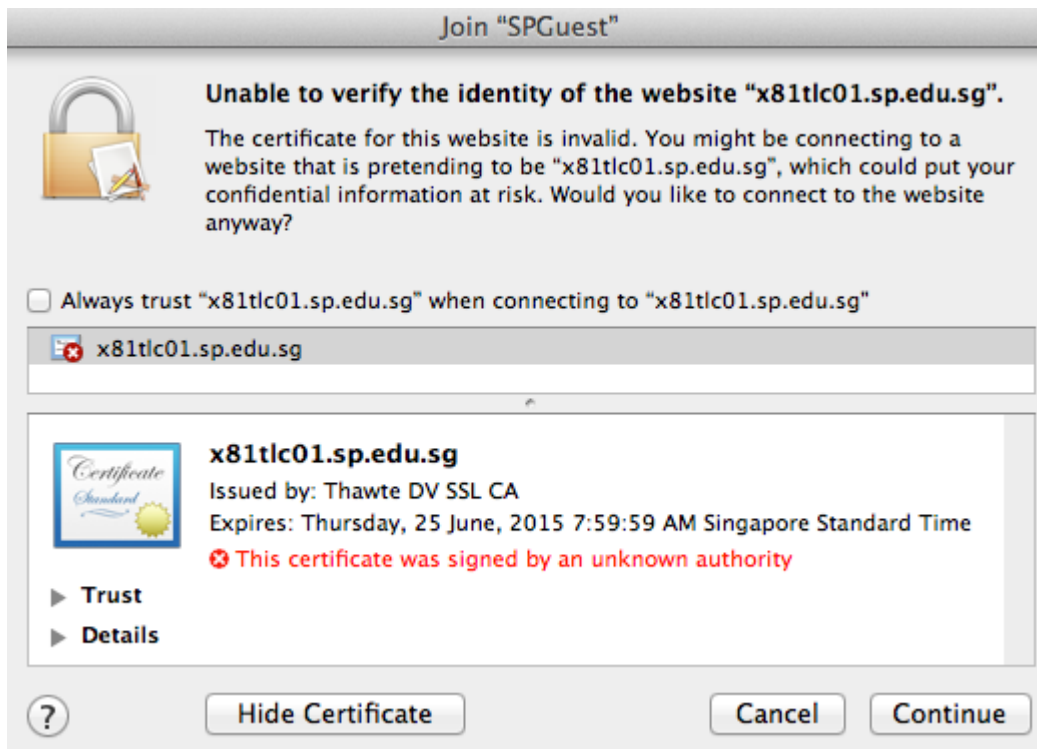 Join “SPGuest”
Unable to verify the identity of the website “x81tlc01.sp.edu.sg”.
The certificate for this website is invalid. You might be connecting to a
website that is pretending to be “x81tlc01.sp.edu.sg”, which could put your
confidential information at risk. Would you like to connect to the website
anyway?
Always trust “x81tlc01.sp.edu.sg” when connecting to “x81tlc01.sp.edu.sg”
x81tlc01.sp.edu.sg
Certificate
Standard
x81tlc01.sp.edu.sg
Issued by: Thawte DV SSL CA
Expires: Thursday, 25 June, 2015 7:59:59 AM Singapore Standard Time
This certificate was signed by an unknown authority
Trust
Details
? Hide Certificate Cancel Continue